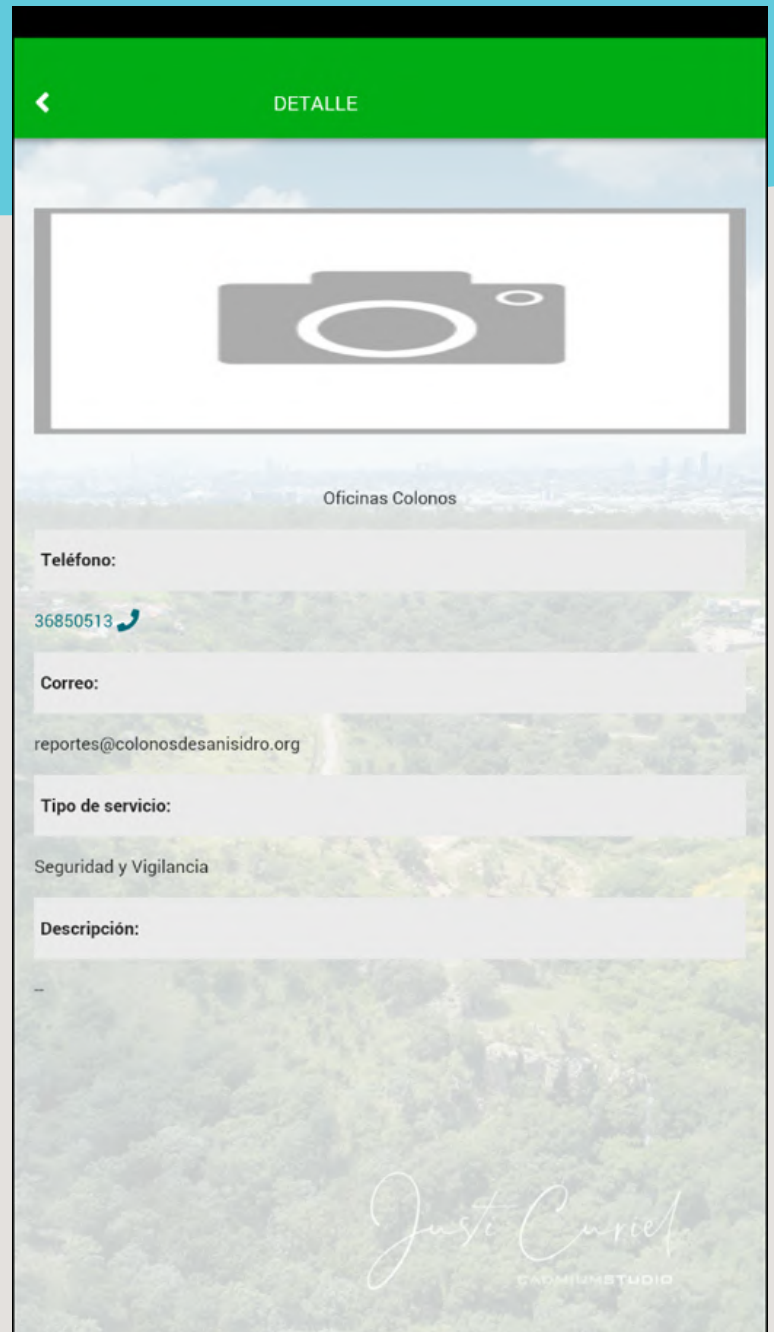 DETALLE
Oficinas Colonos
Teléfono:
36850513
Correo:
reportes@colonosdesanisidro.org
Tipo de servicio:
Seguridad y Vigilancia
Descripción:
--
Justi Curiel
CADMIUMSTUDIO